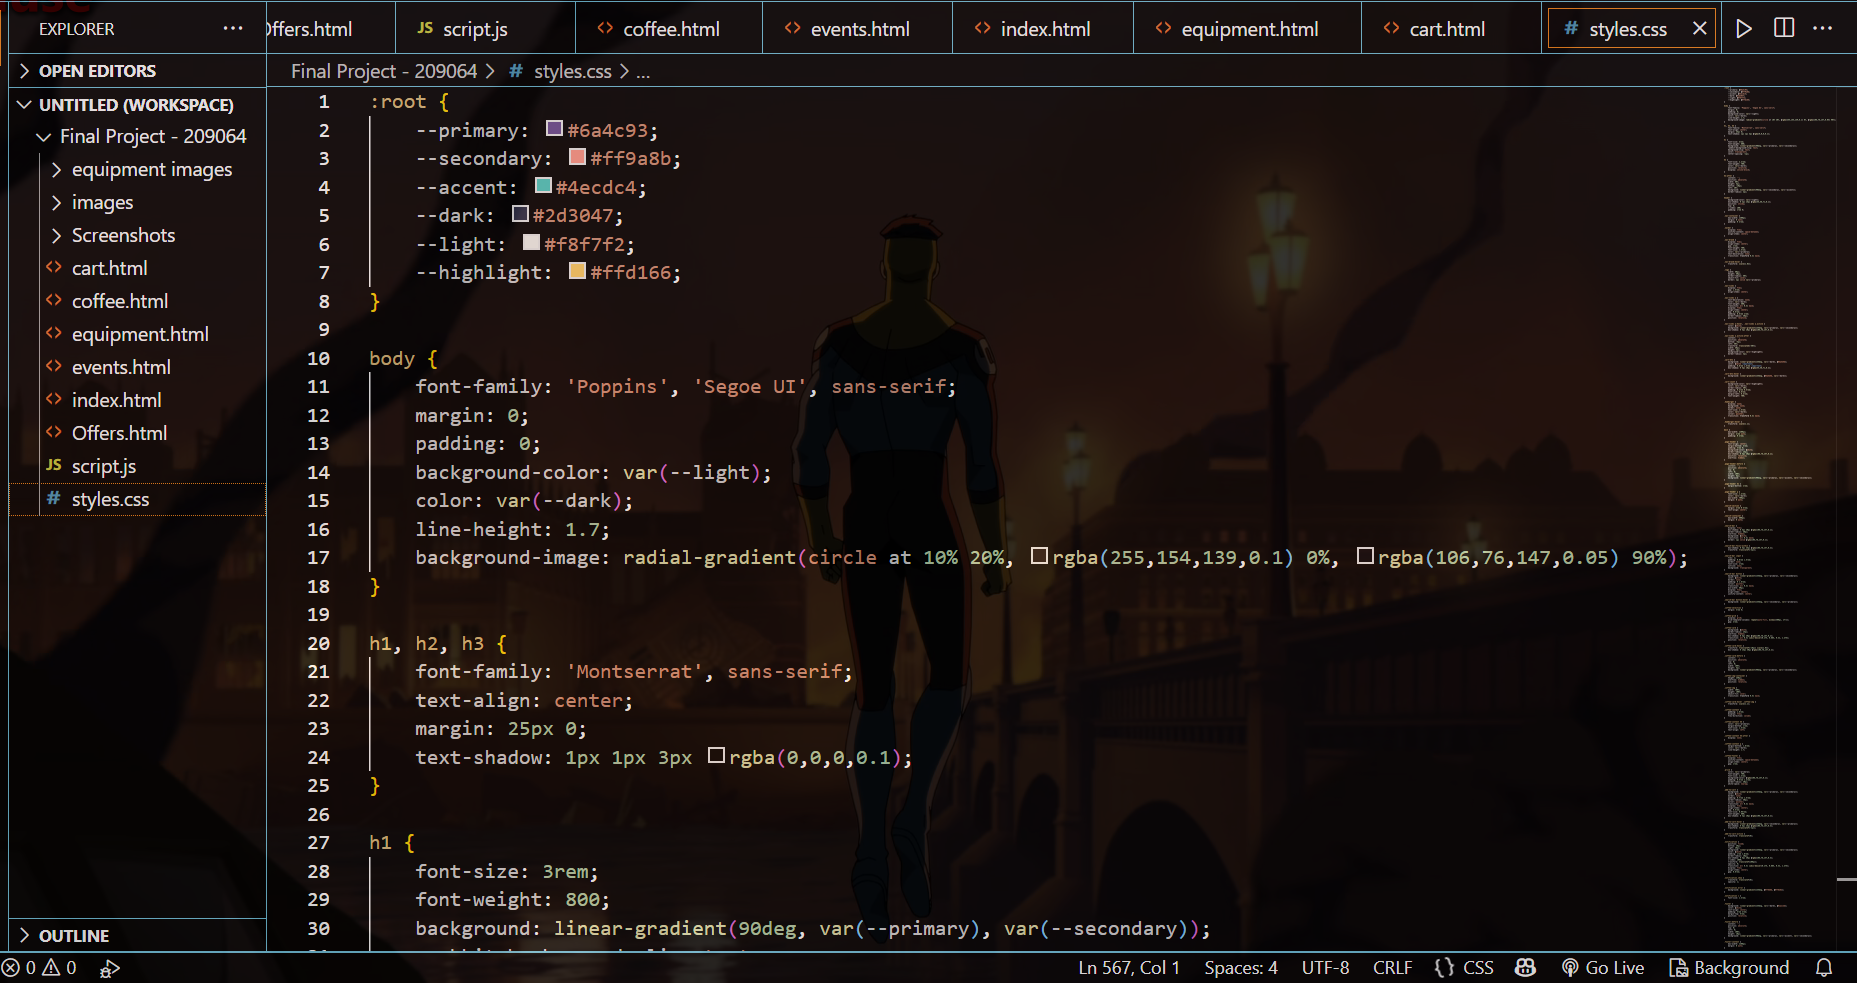 EXPLORER
Offers.html
JS script.js
coffee.html
events.html
index.html
equipment.html
cart.html
# styles.css
Final Project - 209064 > # styles.css > ...
OPEN EDITORS
UNTITLED (WORKSPACE)
Final Project - 209064
equipment images
images
Screenshots
cart.html
coffee.html
equipment.html
events.html
index.html
Offers.html
JS script.js
# styles.css
OUTLINE
1 :root {
2 --primary: #6a4c93;
3 --secondary: #ff9a8b;
4 --accent: #4ecdc4;
5 --dark: #2d3047;
6 --light: #f8f7f2;
7 --highlight: #ffd166;
8 }
9
10 body {
11 font-family: 'Poppins', 'Segoe UI', sans-serif;
12 margin: 0;
13 padding: 0;
14 background-color: var(--light);
15 color: var(--dark);
16 line-height: 1.7;
17 background-image: radial-gradient(circle at 10% 20%, rgba(255,154,139,0.1) 0%, rgba(106,76,147,0.05) 90%);
18 }
19
20 h1, h2, h3 {
21 font-family: 'Montserrat', sans-serif;
22 text-align: center;
23 margin: 25px 0;
24 text-shadow: 1px 1px 3px rgba(0,0,0,0.1);
25 }
26
27 h1 {
28 font-size: 3rem;
29 font-weight: 800;
30 background: linear-gradient(90deg, var(--primary), var(--secondary));
0 0
Ln 567, Col 1 Spaces: 4 UTF-8 CRLF {} CSS Go Live Background